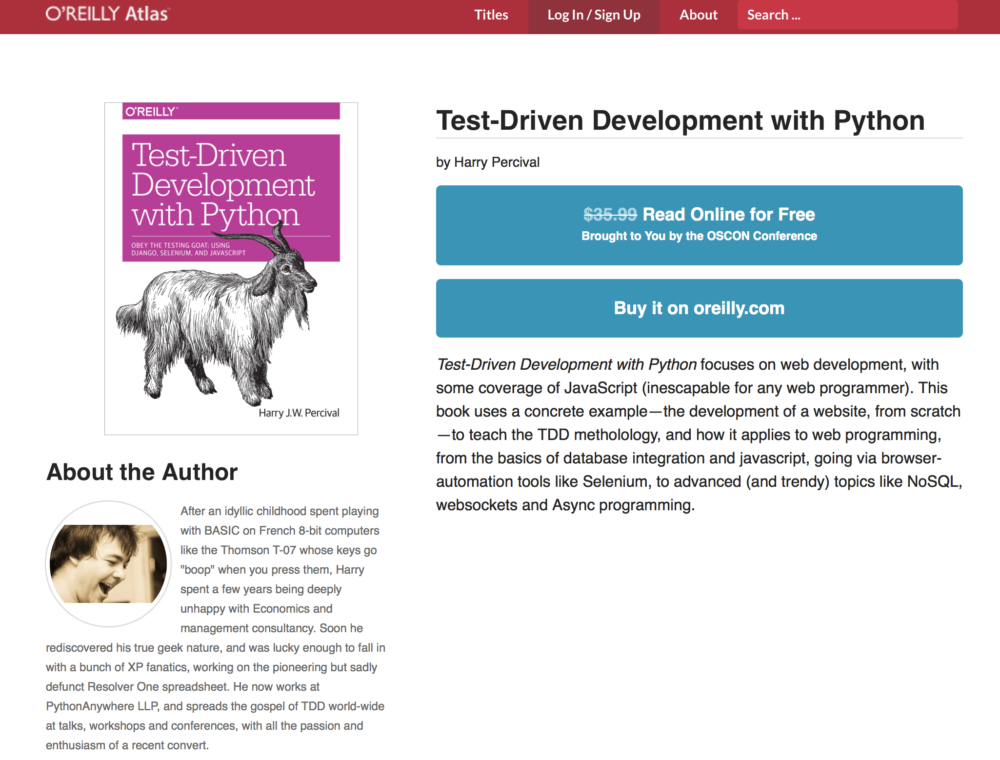 O'REILLY Atlas™
Titles
Log In / Sign Up
About
Search ...
O'REILLY®
Test-Driven
Development
with Python
OBEY THE TESTING GOAT: USING
DJANGO, SELENIUM, AND JAVASCRIPT
Harry J.W. Percival
About the Author
After an idyllic childhood spent playing
with BASIC on French 8-bit computers
like the Thomson T-07 whose keys go
"boop" when you press them, Harry
spent a few years being deeply
unhappy with Economics and
management consultancy. Soon he
rediscovered his true geek nature, and was lucky enough to fall in
with a bunch of XP fanatics, working on the pioneering but sadly
defunct Resolver One spreadsheet. He now works at
PythonAnywhere LLP, and spreads the gospel of TDD world-wide
at talks, workshops and conferences, with all the passion and
enthusiasm of a recent convert.
Test-Driven Development with Python
by Harry Percival
$35.99 Read Online for Free
Brought to You by the OSCON Conference
Buy it on oreilly.com
Test-Driven Development with Python focuses on web development, with
some coverage of JavaScript (inescapable for any web programmer). This
book uses a concrete example—the development of a website, from scratch
—to teach the TDD metholology, and how it applies to web programming,
from the basics of database integration and javascript, going via browser-
automation tools like Selenium, to advanced (and trendy) topics like NoSQL,
websockets and Async programming.